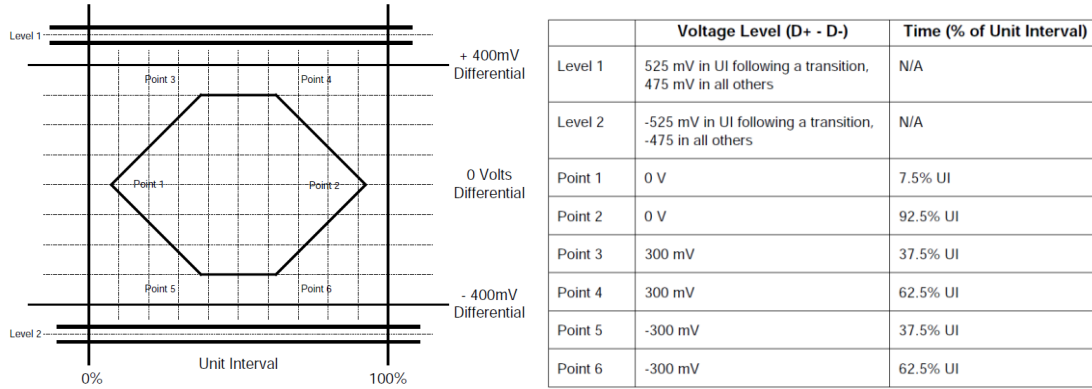 Level 1
+ 400mV
Differential
Point 3
Point 4
Point 1
Point 2
0 Volts
Differential
Point 5
Point 6
- 400mV
Differential
Level 2
Unit Interval
0%
100%
Voltage Level (D+ - D-)
Time (% of Unit Interval)
Level 1
525 mV in UI following a transition,
475 mV in all others
N/A
Level 2
-525 mV in UI following a transition,
-475 in all others
N/A
Point 1
0 V
7.5% UI
Point 2
0 V
92.5% UI
Point 3
300 mV
37.5% UI
Point 4
300 mV
62.5% UI
Point 5
-300 mV
37.5% UI
Point 6
-300 mV
62.5% UI